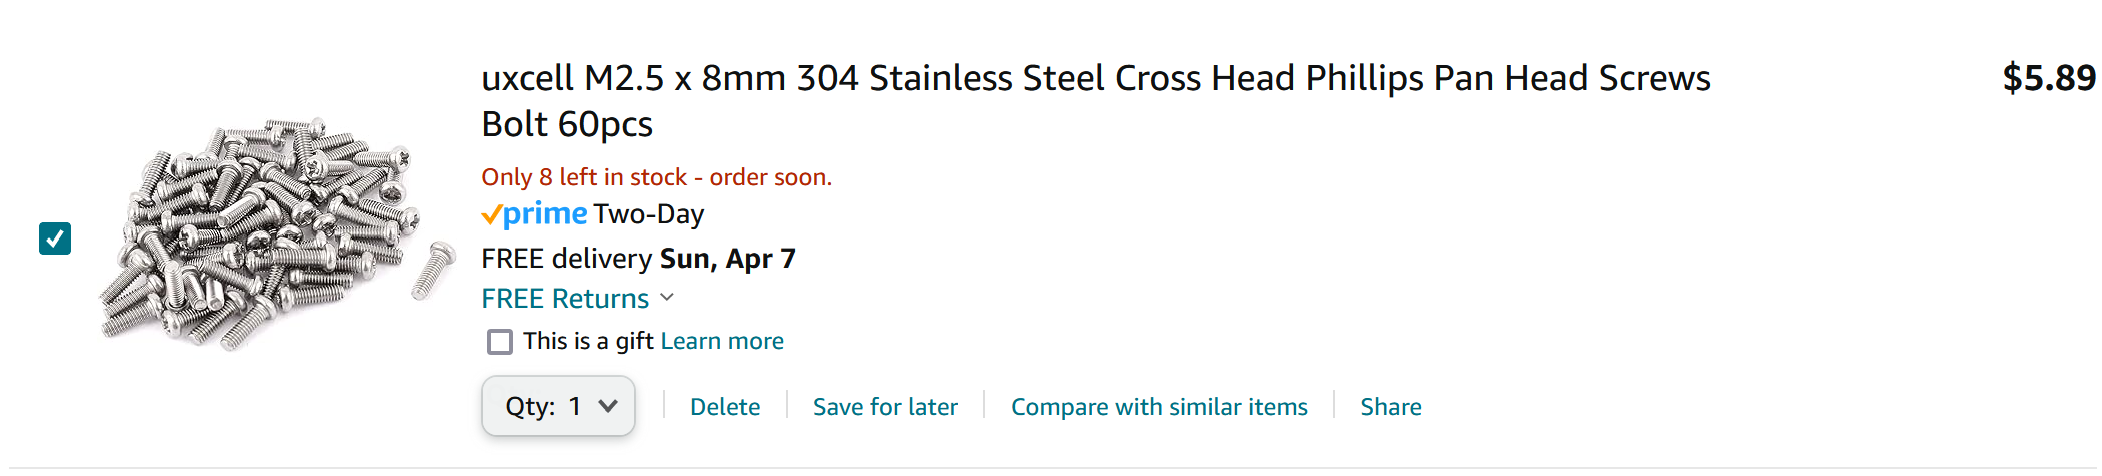 uxcell M2.5 x 8mm 304 Stainless Steel Cross Head Phillips Pan Head Screws
Bolt 60pcs
$5.89
Only 8 left in stock - order soon.
prime Two-Day
FREE delivery Sun, Apr 7
FREE Returns
This is a gift Learn more
Qty: 1
Delete
Save for later
Compare with similar items
Share